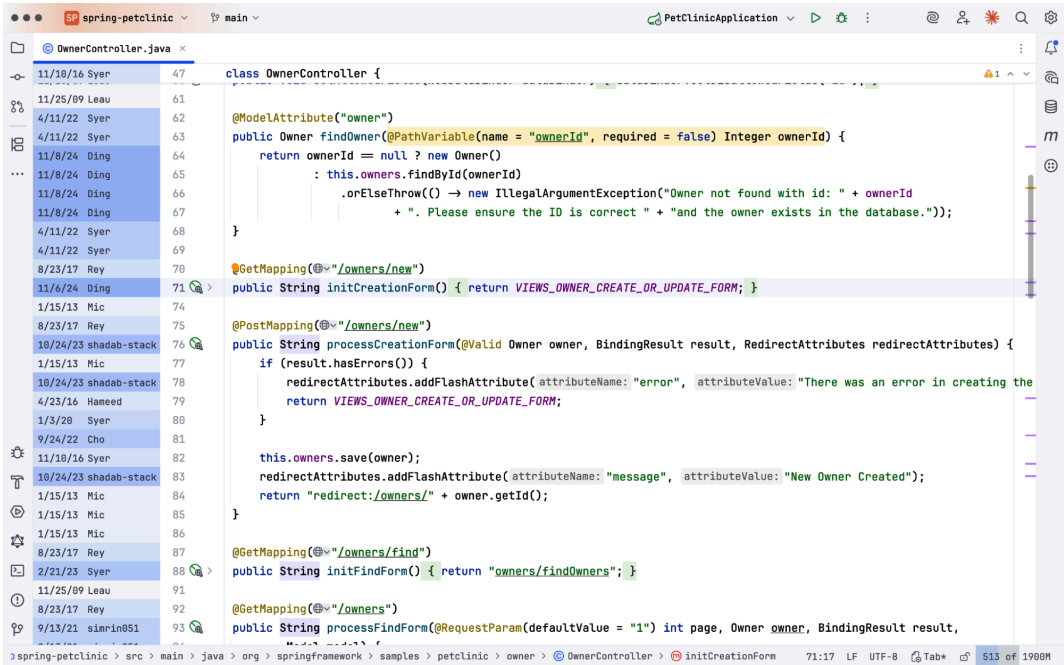 SP spring-petclinic main PetClinicApplication
OwnerController.java
11/10/16 Syer 47 class OwnerController { 1
11/25/09 Leau 61
4/11/22 Syer 62 @ModelAttribute("owner")
4/11/22 Syer 63 public Owner findOwner(@PathVariable(name = "ownerId", required = false) Integer ownerId) {
11/8/24 Ding 64 return ownerId == null ? new Owner()
11/8/24 Ding 65 : this.owners.findById(ownerId)
11/8/24 Ding 66 .orElseThrow(() → new IllegalArgumentException("Owner not found with id: " + ownerId
11/8/24 Ding 67 + ". Please ensure the ID is correct " + "and the owner exists in the database."));
4/11/22 Syer 68 }
4/11/22 Syer 69
8/23/17 Rey 70 @GetMapping("/owners/new")
11/6/24 Ding 71 public String initCreationForm() { return VIEWS_OWNER_CREATE_OR_UPDATE_FORM; }
1/15/13 Mic 74
8/23/17 Rey 75 @PostMapping("/owners/new")
10/24/23 shadab-stack 76 public String processCreationForm(@Valid Owner owner, BindingResult result, RedirectAttributes redirectAttributes) {
1/15/13 Mic 77 if (result.hasErrors()) {
10/24/23 shadab-stack 78 redirectAttributes.addFlashAttribute( attributeName: "error", attributeValue: "There was an error in creating the
4/23/16 Hameed 79 return VIEWS_OWNER_CREATE_OR_UPDATE_FORM;
1/3/20 Syer 80 }
9/24/22 Cho 81
11/10/16 Syer 82 this.owners.save(owner);
10/24/23 shadab-stack 83 redirectAttributes.addFlashAttribute( attributeName: "message", attributeValue: "New Owner Created");
1/15/13 Mic 84 return "redirect:/owners/" + owner.getId();
1/15/13 Mic 85 }
1/15/13 Mic 86
8/23/17 Rey 87 @GetMapping("/owners/find")
2/21/23 Syer 88 public String initFindForm() { return "owners/findOwners"; }
11/25/09 Leau 91
8/23/17 Rey 92 @GetMapping("/owners")
9/13/21 simrin051 93 public String processFindForm(@RequestParam(defaultValue = "1") int page, Owner owner, BindingResult result,
spring-petclinic > src > main > java > org > springframework > samples > petclinic > owner > OwnerController > initCreationForm 71:17 LF UTF-8 Tab* 513 of 1900M